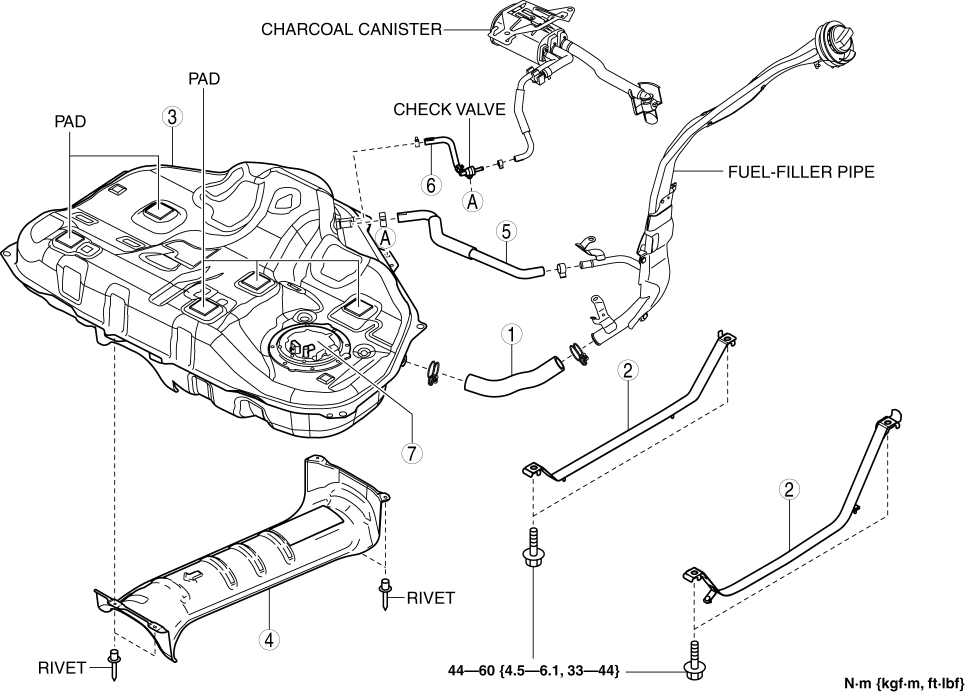 CHARCOAL CANISTER
PAD
CHECK VALVE
3
PAD
FUEL-FILLER PIPE
6
A
A
5
1
2
7
2
RIVET
4
RIVET
44—60 {4.5—6.1, 33—44}
N·m {kgf·m, ft·lbf}